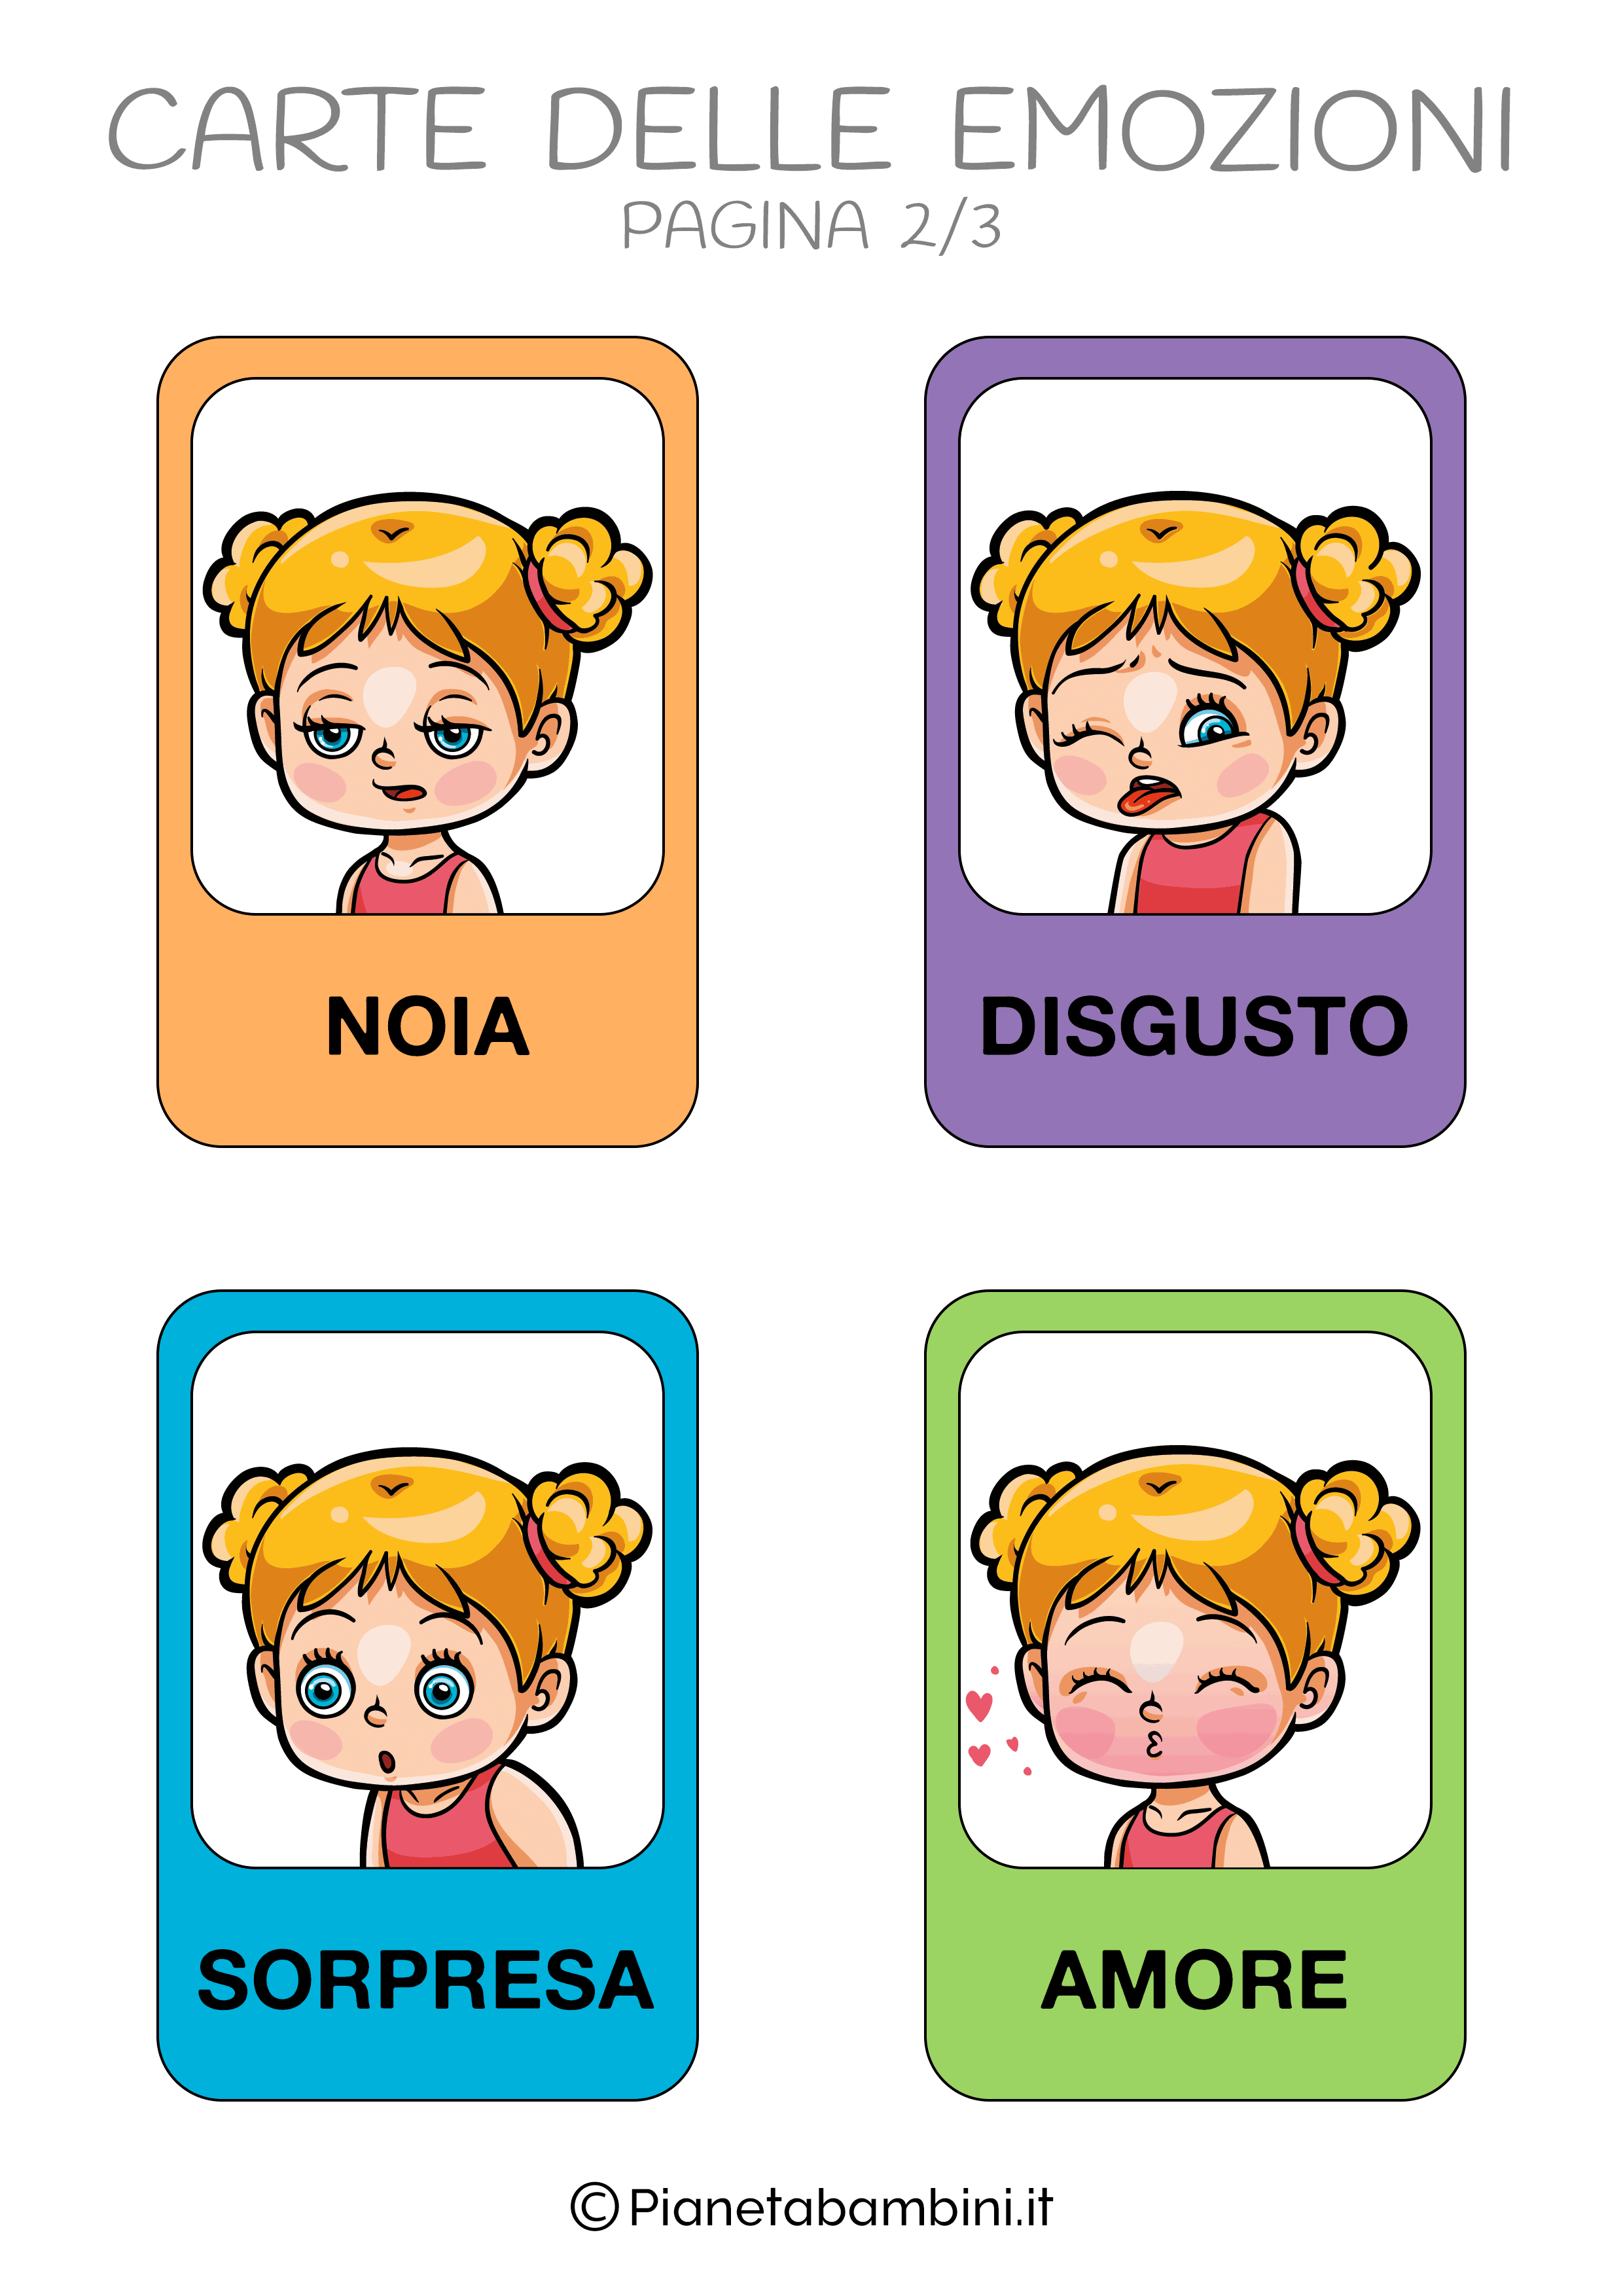 CARTE DELLE EMOZIONI
PAGINA 2/3
NOIA
DISGUSTO
SORPRESA
AMORE
© Pianetabambini.it